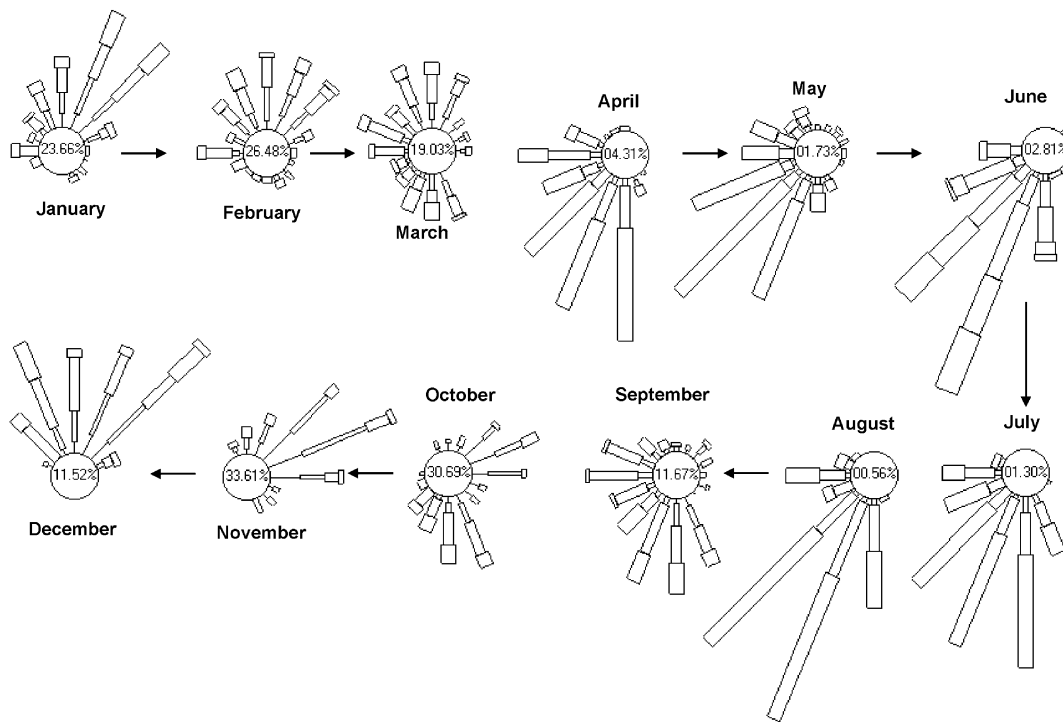 April
May
June
23.66%
26.48%
19.03%
04.31%
01.73%
02.81%
January
February
March
October
September
August
July
11.52%
33.61%
30.69%
11.67%
00.56%
01.30%
December
November